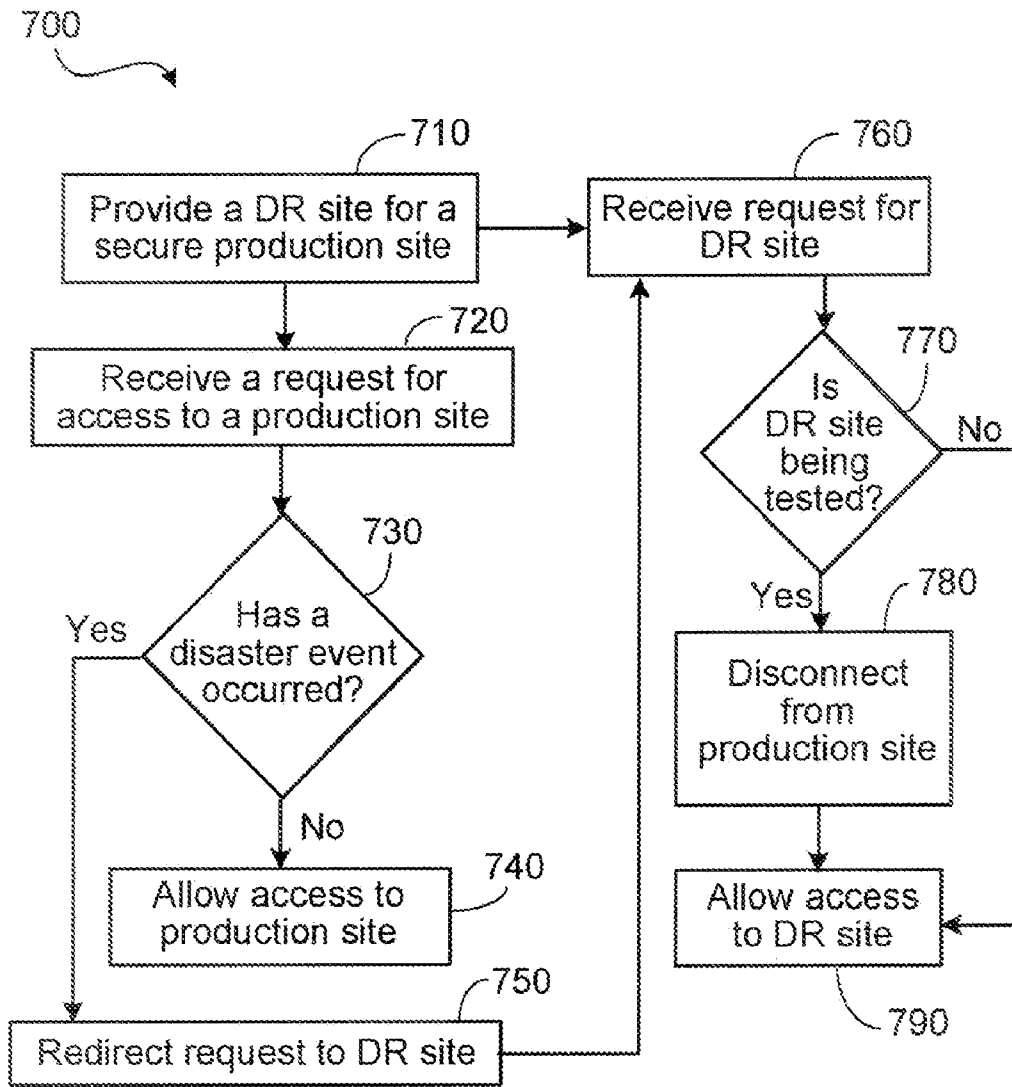 700
710
Provide a DR site for a
secure production site
720
Receive a request for
access to a production site
730
Has a
disaster event
occurred?
Yes
No
740
Allow access to
production site
750
Redirect request to DR site
760
Receive request for
DR site
770
Is
DR site
being
tested?
No
Yes
780
Disconnect
from
production site
Allow access
to DR site
790